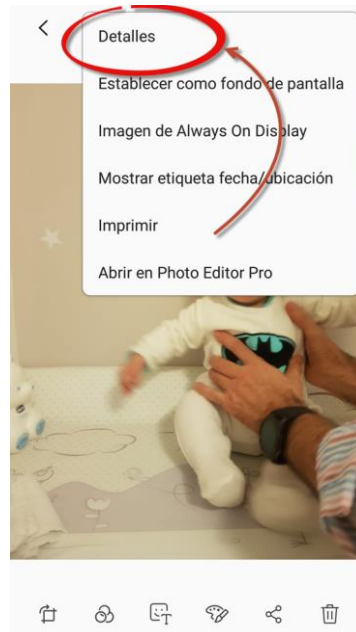 Detalles
Establecer como fondo de pantalla
Imagen de Always On Display
Mostrar etiqueta fecha/ubicación
Imprimir
Abrir en Photo Editor Pro
T